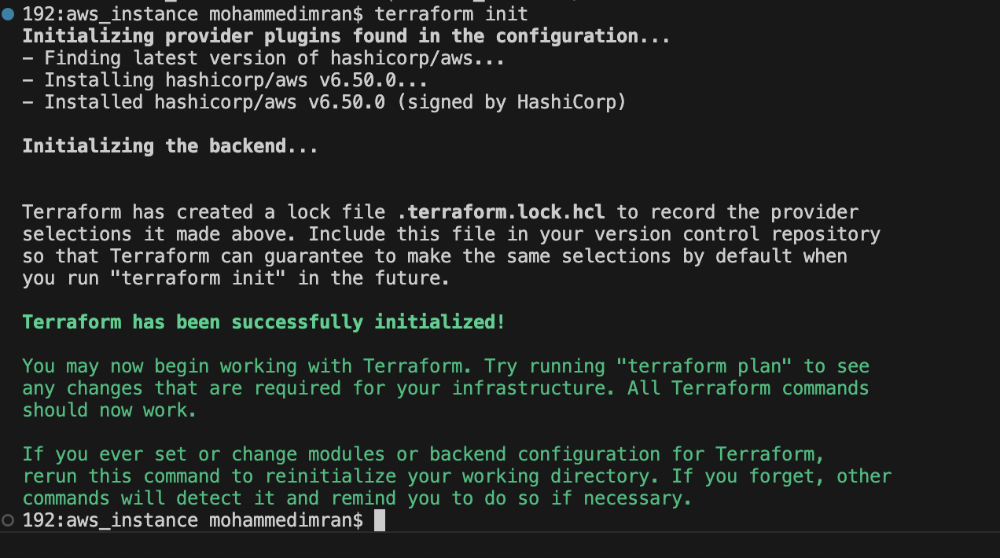 192:aws_instance mohammedimran$ terraform init
Initializing provider plugins found in the configuration...
- Finding latest version of hashicorp/aws...
- Installing hashicorp/aws v6.50.0...
- Installed hashicorp/aws v6.50.0 (signed by HashiCorp)
Initializing the backend...
Terraform has created a lock file .terraform.lock.hcl to record the provider
selections it made above. Include this file in your version control repository
so that Terraform can guarantee to make the same selections by default when
you run "terraform init" in the future.
Terraform has been successfully initialized!
You may now begin working with Terraform. Try running "terraform plan" to see
any changes that are required for your infrastructure. All Terraform commands
should now work.
If you ever set or change modules or backend configuration for Terraform,
rerun this command to reinitialize your working directory. If you forget, other
commands will detect it and remind you to do so if necessary.
192:aws_instance mohammedimran$